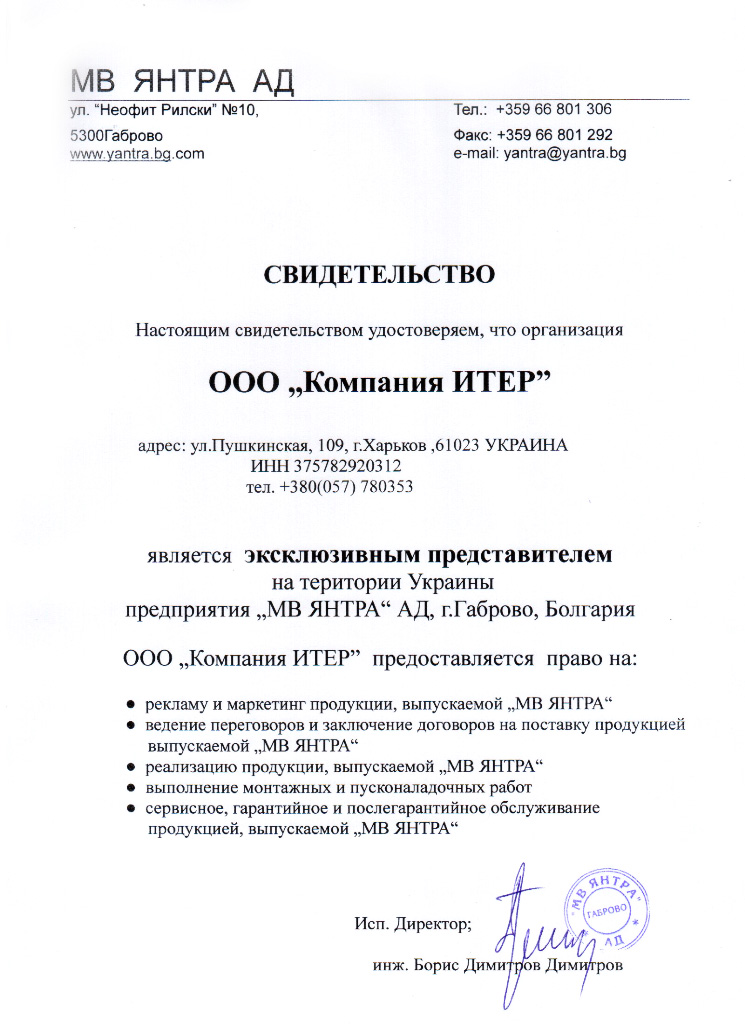 МВ ЯНТРА АД
ул. “Неофит Рилски” №10,
Тел.: +359 66 801 306
5300Габрово
Факс: +359 66 801 292
www.yantra.bg.com
e-mail: yantra@yantra.bg
СВИДЕТЕЛЬСТВО
Настоящим свидетельством удостоверяем, что организация
ООО „Компания ИТЕР”
адрес: ул.Пушкинская, 109, г.Харьков ,61023 УКРАИНА
ИНН 375782920312
тел. +380(057) 780353
является эксклюзивным представителем
на територии Украины
предприятия „МВ ЯНТРА“ АД, г.Габрово, Болгария
ООО „Компания ИТЕР” предоставляется право на:
● рекламу и маркетинг продукции, выпускаемой „МВ ЯНТРА“
● ведение переговоров и заключение договоров на поставку продукцией
выпускаемой „МВ ЯНТРА“
● реализацию продукции, выпускаемой „МВ ЯНТРА“
● выполнение монтажных и пусконаладочных работ
● сервисное, гарантийное и послегарантийное обслуживание
продукцией, выпускаемой „МВ ЯНТРА“
"МВ ЯНТРА"
ГАБРОВО
* АД *
Исп. Директор;
инж. Борис Димитров Димитров